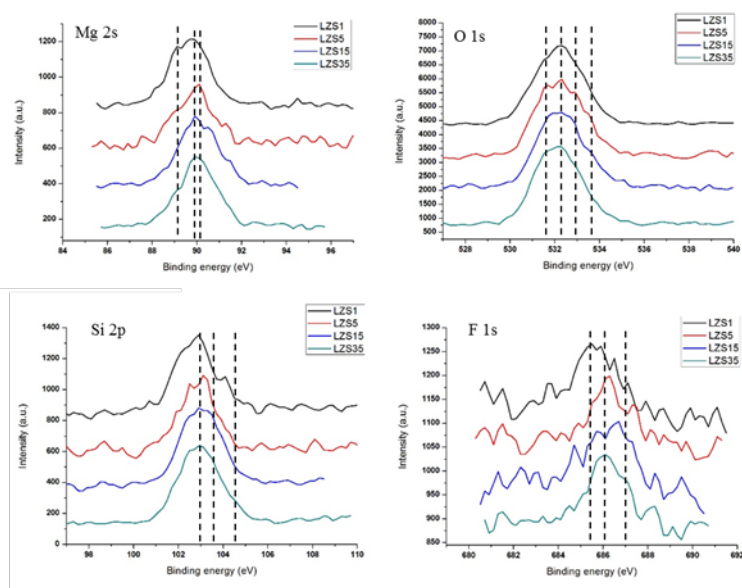 Mg 2s
LZS1
LZS5
LZS15
LZS35
1200
1000
800
600
400
200
Intensity (a.u.)
84 86 88 90 92 94 96
Binding energy (eV)
O 1s
LZS1
LZS5
LZS15
LZS35
8000
7500
7000
6500
6000
5500
5000
4500
4000
3500
3000
2500
2000
1500
1000
500
Intensity (a.u.)
528 530 532 534 536 538 540
Binding energy (eV)
Si 2p
LZS1
LZS5
LZS15
LZS35
1400
1200
1000
800
600
400
200
0
Intensity (a.u.)
98 100 102 104 106 108 110
Binding energy (eV)
F 1s
LZS1
LZS5
LZS15
LZS35
1300
1250
1200
1150
1100
1050
1000
950
900
850
Intensity (a.u.)
680 682 684 686 688 690 692
Binding energy (eV)